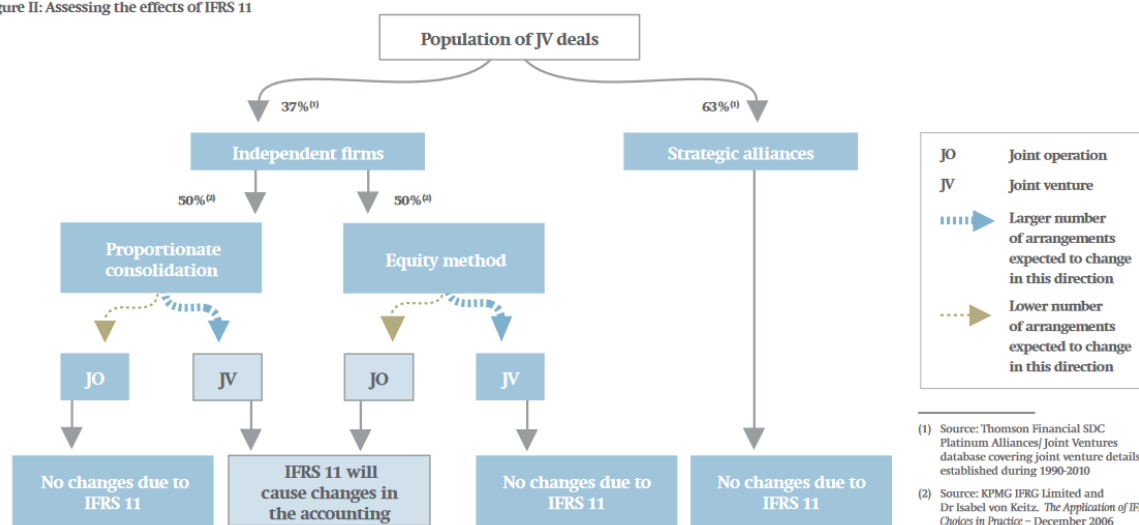 gure II: Assessing the effects of IFRS 11
Population of JV deals
37%(1)
63%(1)
Independent firms
Strategic alliances
50%(2)
50%(2)
Proportionate
consolidation
Equity method
JO
JV
JO
JV
No changes due to
IFRS 11
IFRS 11 will
cause changes in
the accounting
No changes due to
IFRS 11
No changes due to
IFRS 11
JO Joint operation
JV Joint venture
Larger number
of arrangements
expected to change
in this direction
Lower number
of arrangements
expected to change
in this direction
(1) Source: Thomson Financial SDC
Platinum Alliances/ Joint Ventures
database covering joint venture details
established during 1990-2010
(2) Source: KPMG IFRG Limited and
Dr Isabel von Keitz. The Application of
Choices in Practice – December 2006